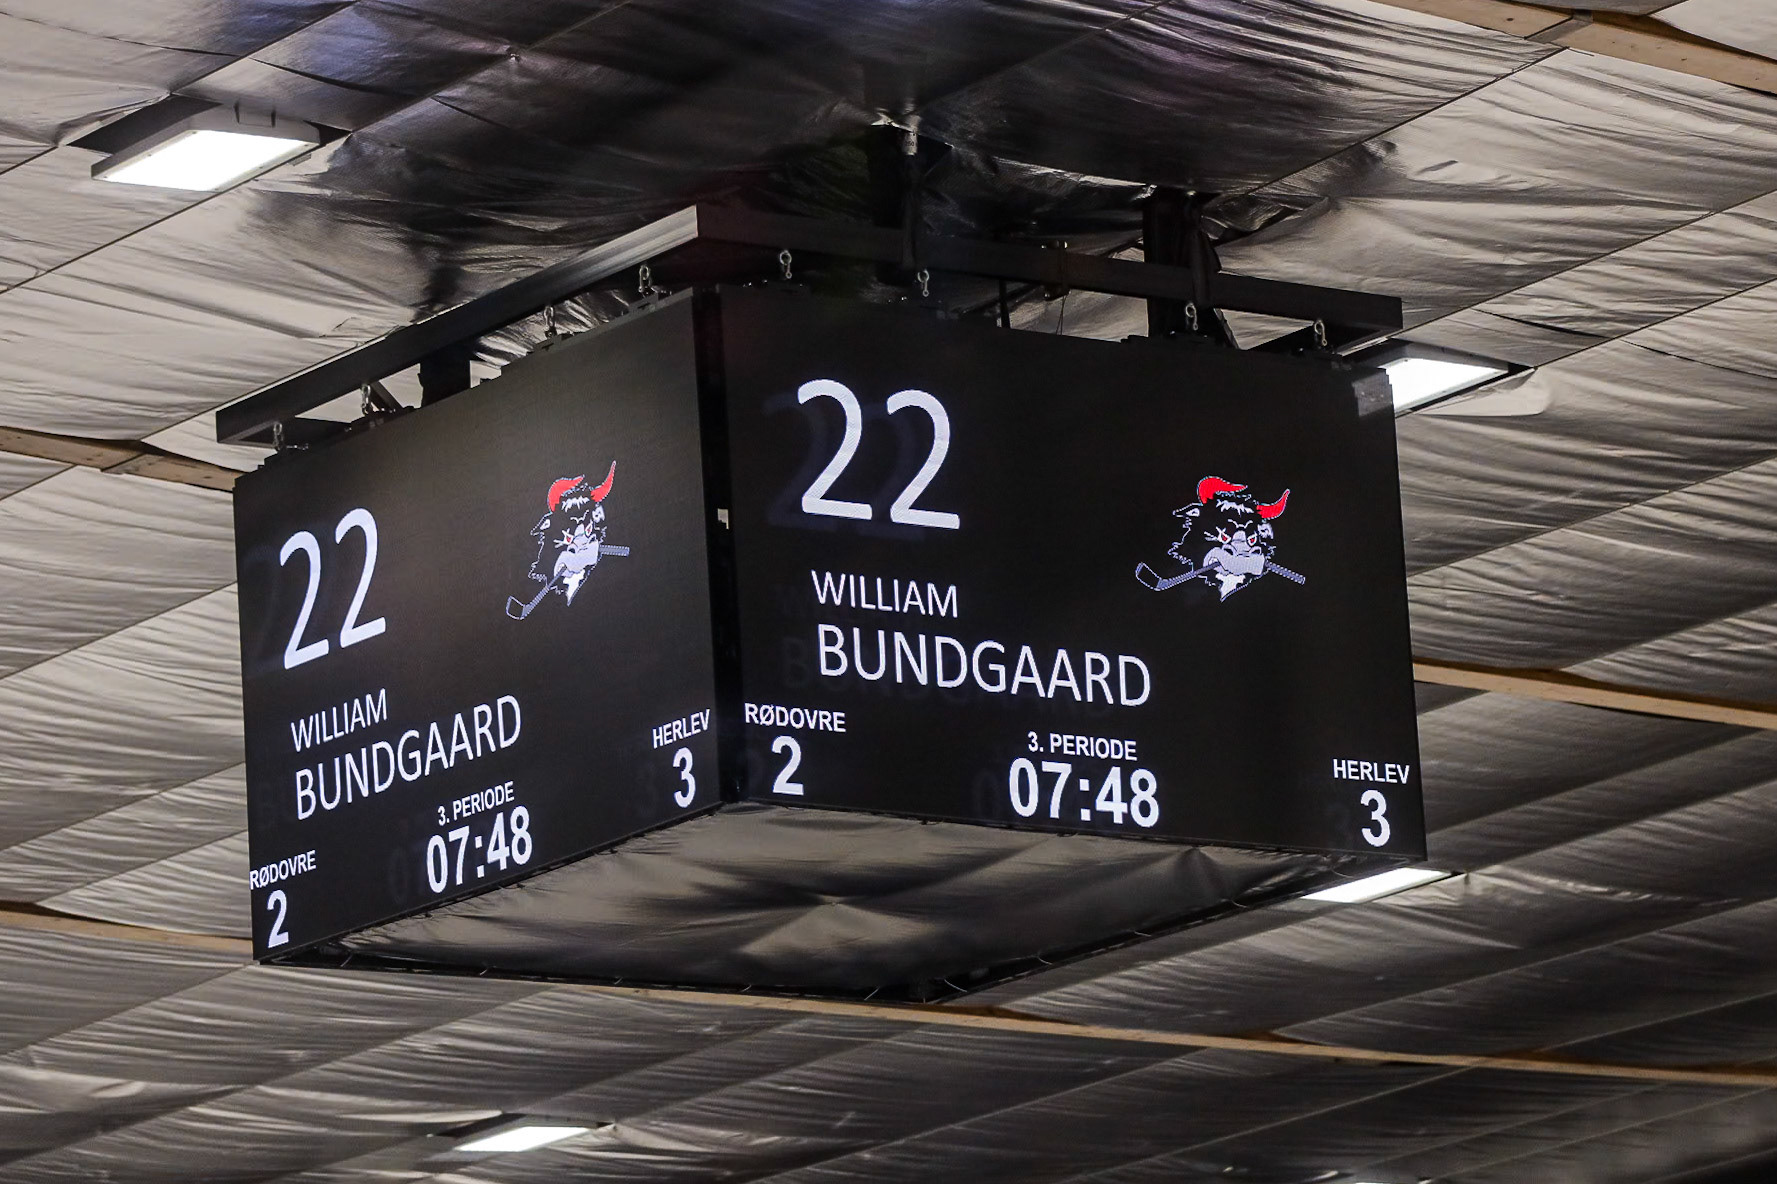 22
WILLIAM
BUNDGAARD
RØDOVRE
2
3. PERIODE
07:48
HERLEV
3
22
WILLIAM
BUNDGAARD
RØDOVRE
2
3. PERIODE
07:48
HERLEV
3